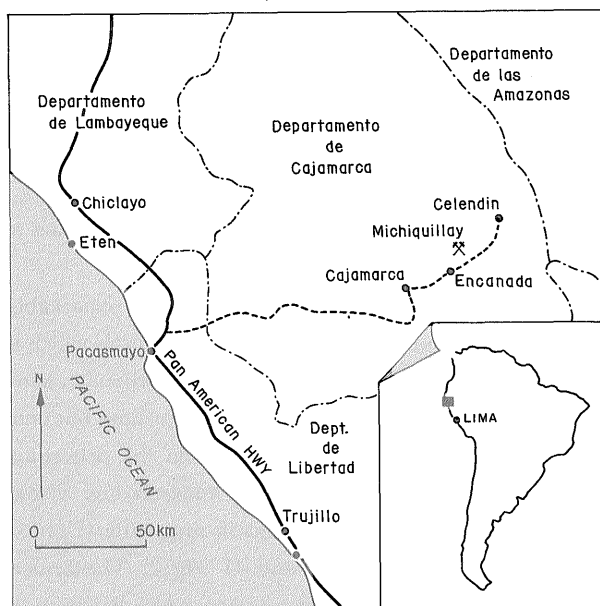 Departamento
de Lambayeque
Departamento
de las
Amazonas
Departamento
de
Cajamarca
Chiclayo
Eten
Celendin
Michiquillay
Cajamarca
Encanada
Pacasmayo
Pan American HWY
N
PACIFIC OCEAN
Dept.
de
Libertad
LIMA
0 50km
Trujillo